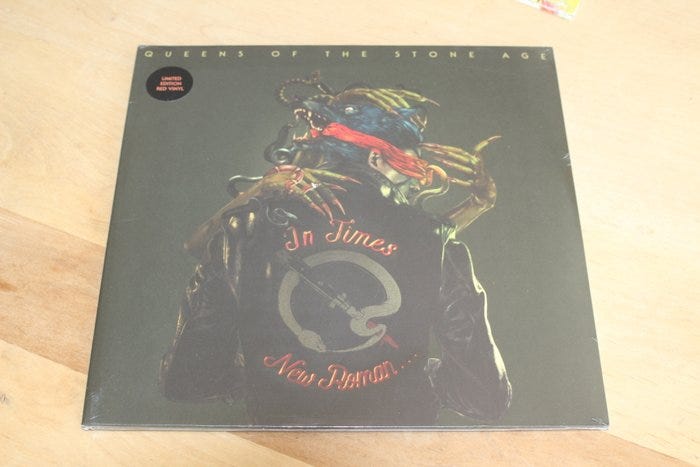 QUEENS OF THE STONE AGE
LIMITED
EDITION
RED VINYL
In Times
New Roman...